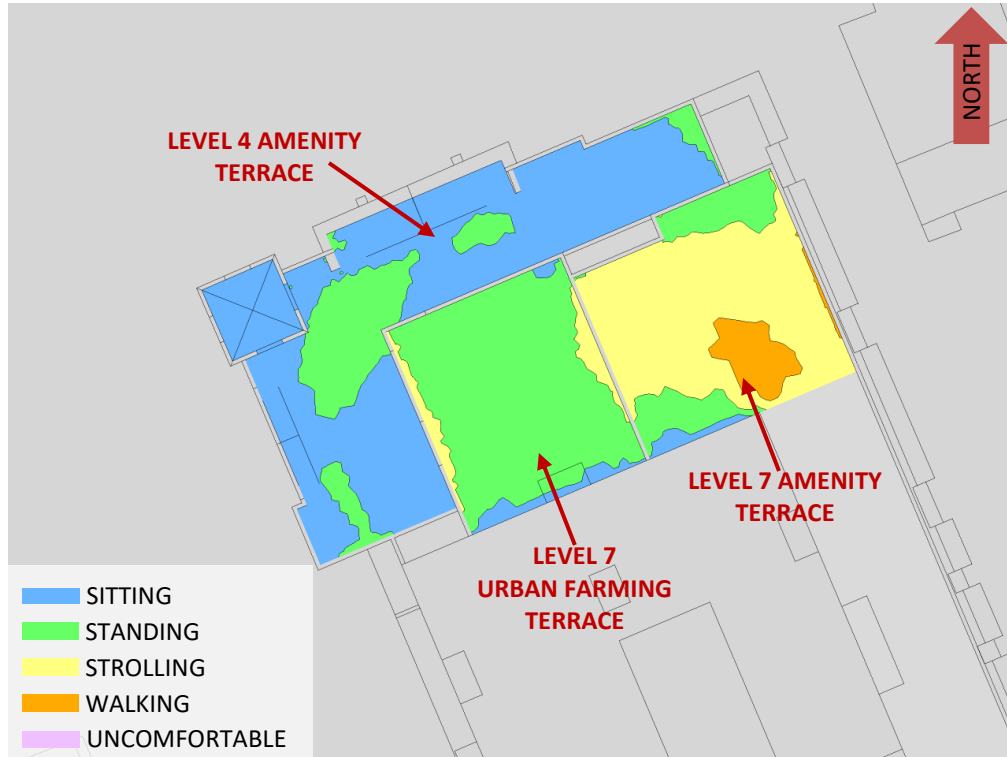 NORTH
LEVEL 4 AMENITY
TERRACE
LEVEL 7 AMENITY
TERRACE
LEVEL 7
URBAN FARMING
TERRACE
SITTING
STANDING
STROLLING
WALKING
UNCOMFORTABLE